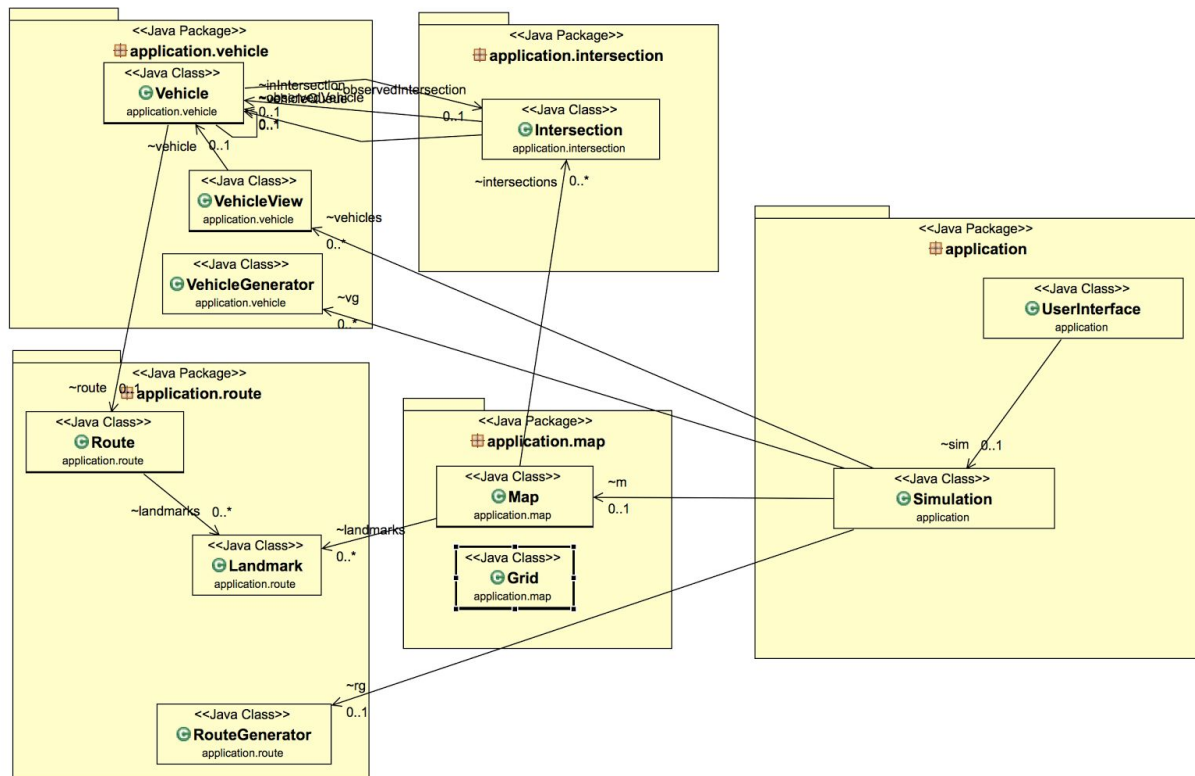 <<Java Package>>
application.vehicle
<<Java Class>>
Vehicle
application.vehicle
~inIntersection
~observedIntersection
~observedVehicle
~vehicleQueue
0..1
0..1
0..*
0..1
~vehicle
0..1
<<Java Class>>
VehicleView
application.vehicle
~vehicles
0..*
<<Java Class>>
VehicleGenerator
application.vehicle
~vg
0..*
<<Java Package>>
application.intersection
<<Java Class>>
Intersection
application.intersection
~intersections
0..*
<<Java Package>>
application
<<Java Class>>
UserInterface
application
~sim
0..1
<<Java Class>>
Simulation
application
<<Java Package>>
application.route
~route
0..1
<<Java Class>>
Route
application.route
~landmarks
0..*
<<Java Class>>
Landmark
application.route
~landmarks
0..*
<<Java Package>>
application.map
<<Java Class>>
Map
application.map
~m
0..1
<<Java Class>>
Grid
application.map
~rg
0..1
<<Java Class>>
RouteGenerator
application.route